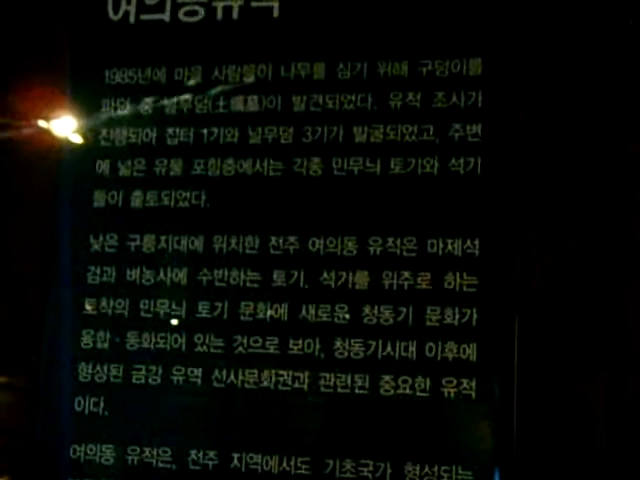 여의동유적
1985년에 마을 사람들이 나무를 심기 위해 구덩이를
파던 중 널무덤(土壙墓)이 발견되었다. 유적 조사가
진행되어 집터 1기와 널무덤 3기가 발굴되었고, 주변
에 넓은 유물 포함층에서는 각종 민무늬 토기와 석기
들이 출토되었다.
낮은 구릉지대에 위치한 전주 여의동 유적은 마제석
검과 벼농사에 수반하는 토기, 석기를 위주로 하는
토착의 민무늬 토기 문화에 새로운 청동기 문화가
융합·동화되어 있는 것으로 보아, 청동기시대 이후에
형성된 금강 유역 선사문화권과 관련된 중요한 유적
이다.
여의동 유적은, 전주 지역에서도 기초국가 형성되는